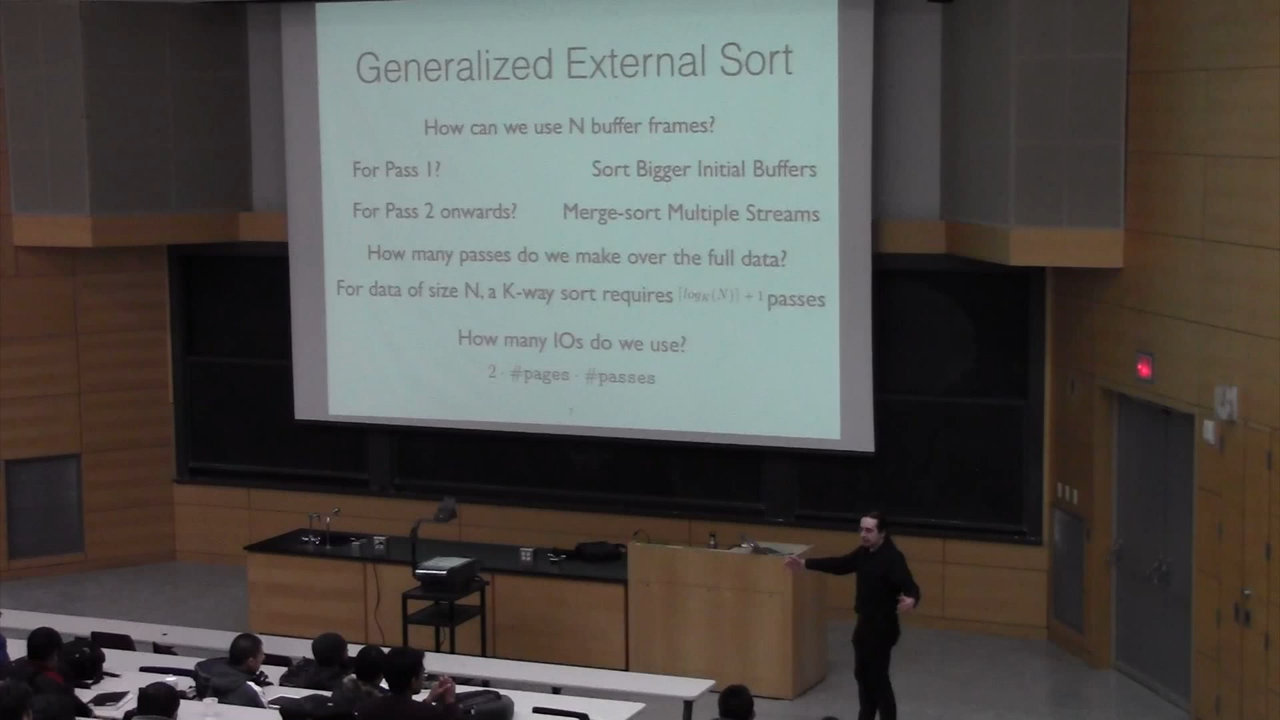 Generalized External Sort
How can we use N buffer frames?
For Pass 1? Sort Bigger Initial Buffers
For Pass 2 onwards? Merge-sort Multiple Streams
How many passes do we make over the full data?
For data of size N, a K-way sort requires ⌈log_K(N)⌉ + 1 passes
How many IOs do we use?
2 · #pages · #passes